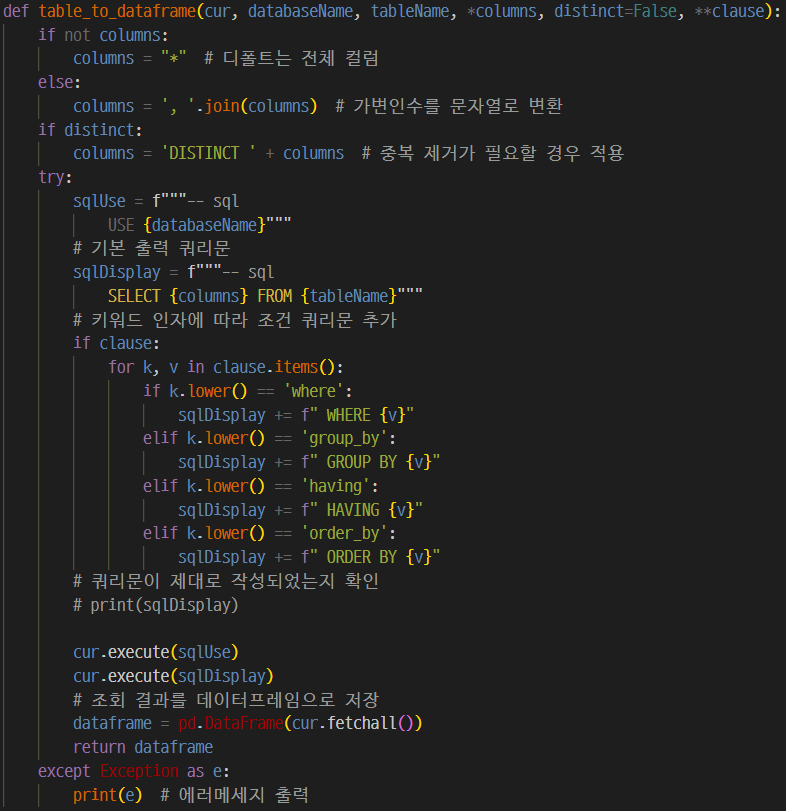 def table_to_dataframe(cur, databaseName, tableName, *columns, distinct=False, **clause):
    if not columns:
        columns = "*"  # 디폴트는 전체 컬럼
    else:
        columns = ', '.join(columns)  # 가변인수를 문자열로 변환
    if distinct:
        columns = 'DISTINCT ' + columns  # 중복 제거가 필요할 경우 적용
    try:
        sqlUse = f"""-- sql
            USE {databaseName}"""
        # 기본 출력 쿼리문
        sqlDisplay = f"""-- sql
            SELECT {columns} FROM {tableName}"""
        # 키워드 인자에 따라 조건 쿼리문 추가
        if clause:
            for k, v in clause.items():
                if k.lower() == 'where':
                    sqlDisplay += f" WHERE {v}"
                elif k.lower() == 'group_by':
                    sqlDisplay += f" GROUP BY {v}"
                elif k.lower() == 'having':
                    sqlDisplay += f" HAVING {v}"
                elif k.lower() == 'order_by':
                    sqlDisplay += f" ORDER BY {v}"
        # 쿼리문이 제대로 작성되었는지 확인
        # print(sqlDisplay)

        cur.execute(sqlUse)
        cur.execute(sqlDisplay)
        # 조회 결과를 데이터프레임으로 저장
        dataframe = pd.DataFrame(cur.fetchall())
        return dataframe
    except Exception as e:
        print(e)  # 에러메세지 출력